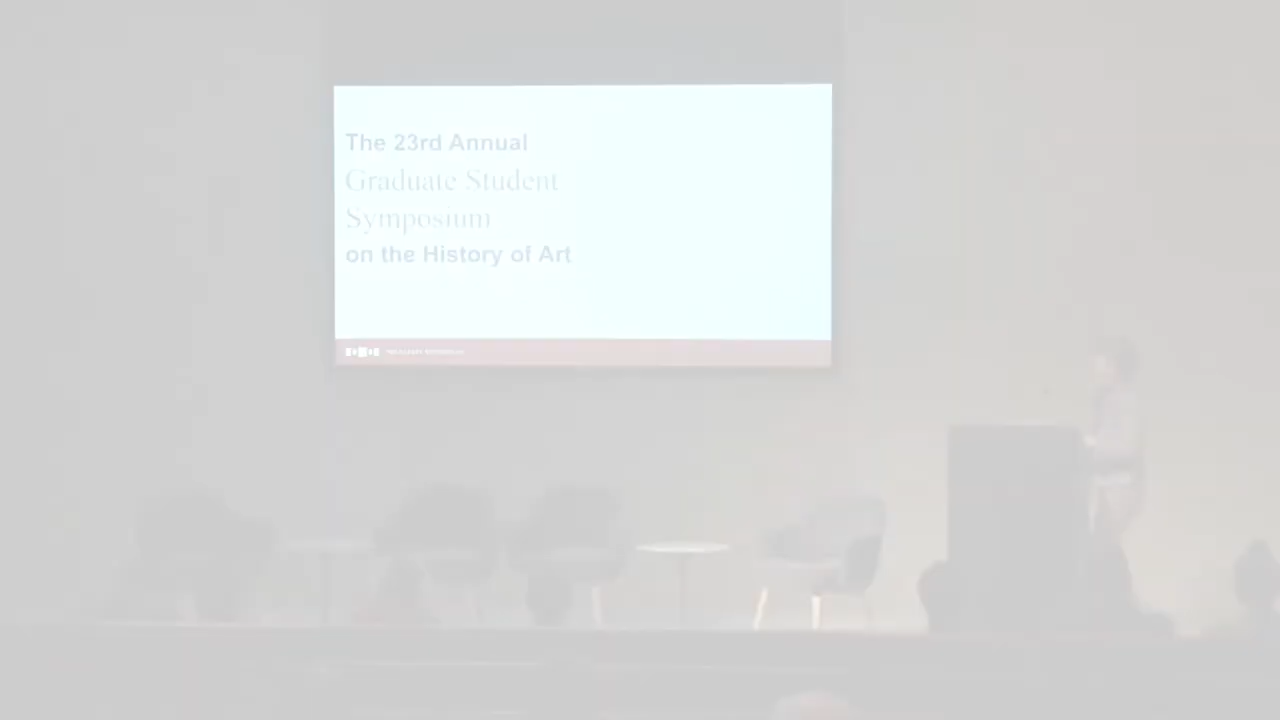 The 23rd Annual
Graduate Student
Symposium
on the History of Art